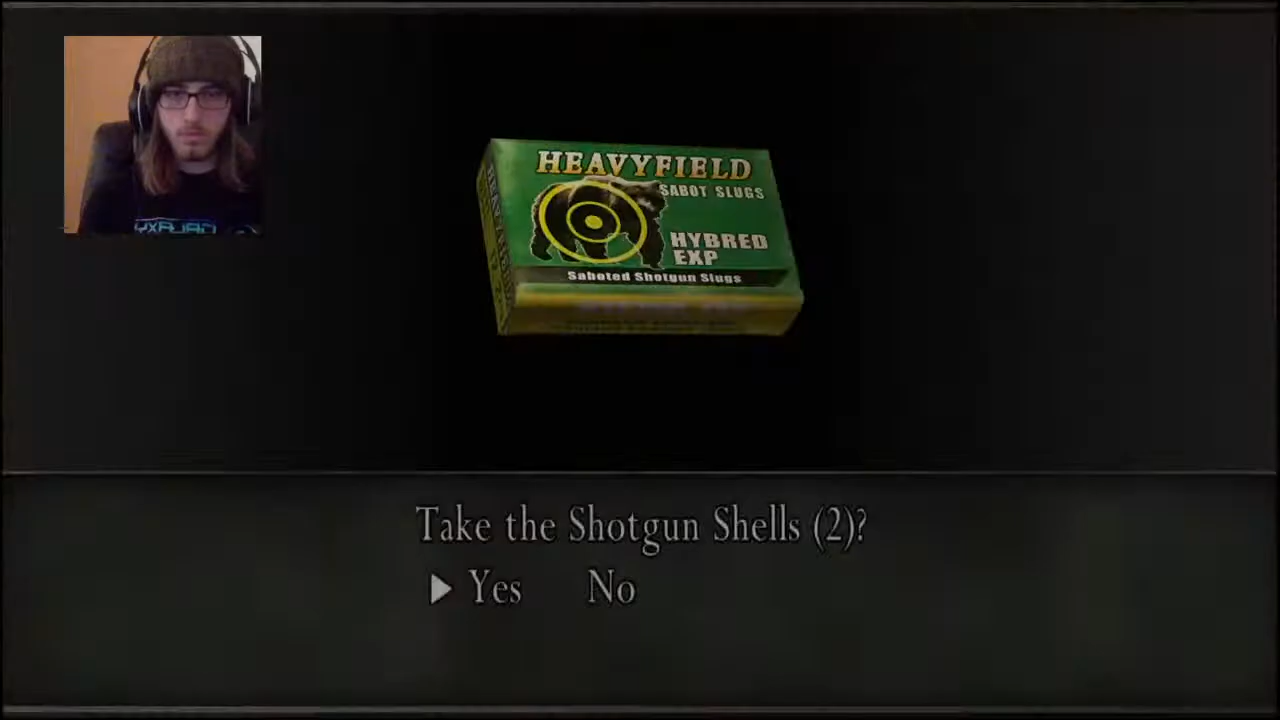 HEAVYFIELD
SABOT SLUGS
HYBRED
EXP
Saboted Shotgun Slugs
Take the Shotgun Shells (2)?
Yes No